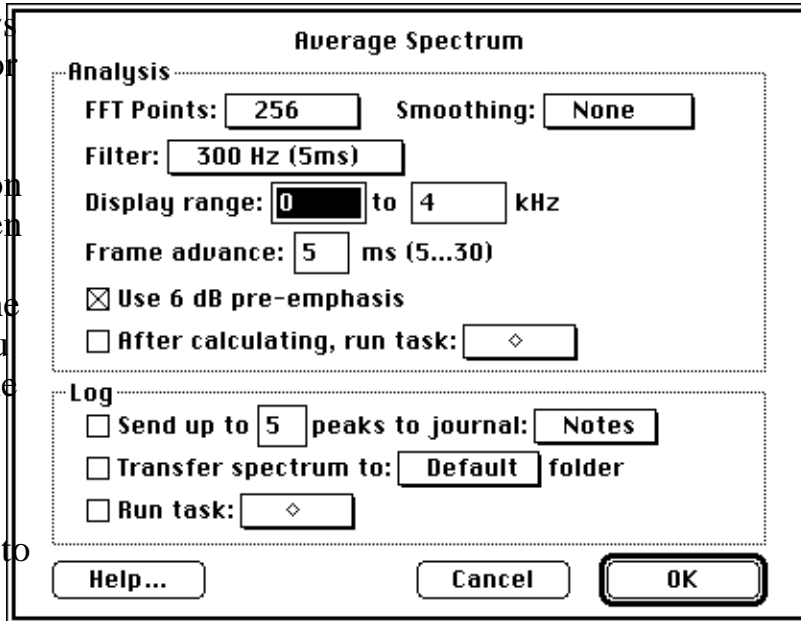 Average Spectrum
Analysis
FFT Points: 256 Smoothing: None
Filter: 300 Hz (5ms)
Display range: 0 to 4 kHz
Frame advance: 5 ms (5...30)
Use 6 dB pre-emphasis
After calculating, run task: ◇
Log
Send up to 5 peaks to journal: Notes
Transfer spectrum to: Default folder
Run task: ◇
to
Help... Cancel OK